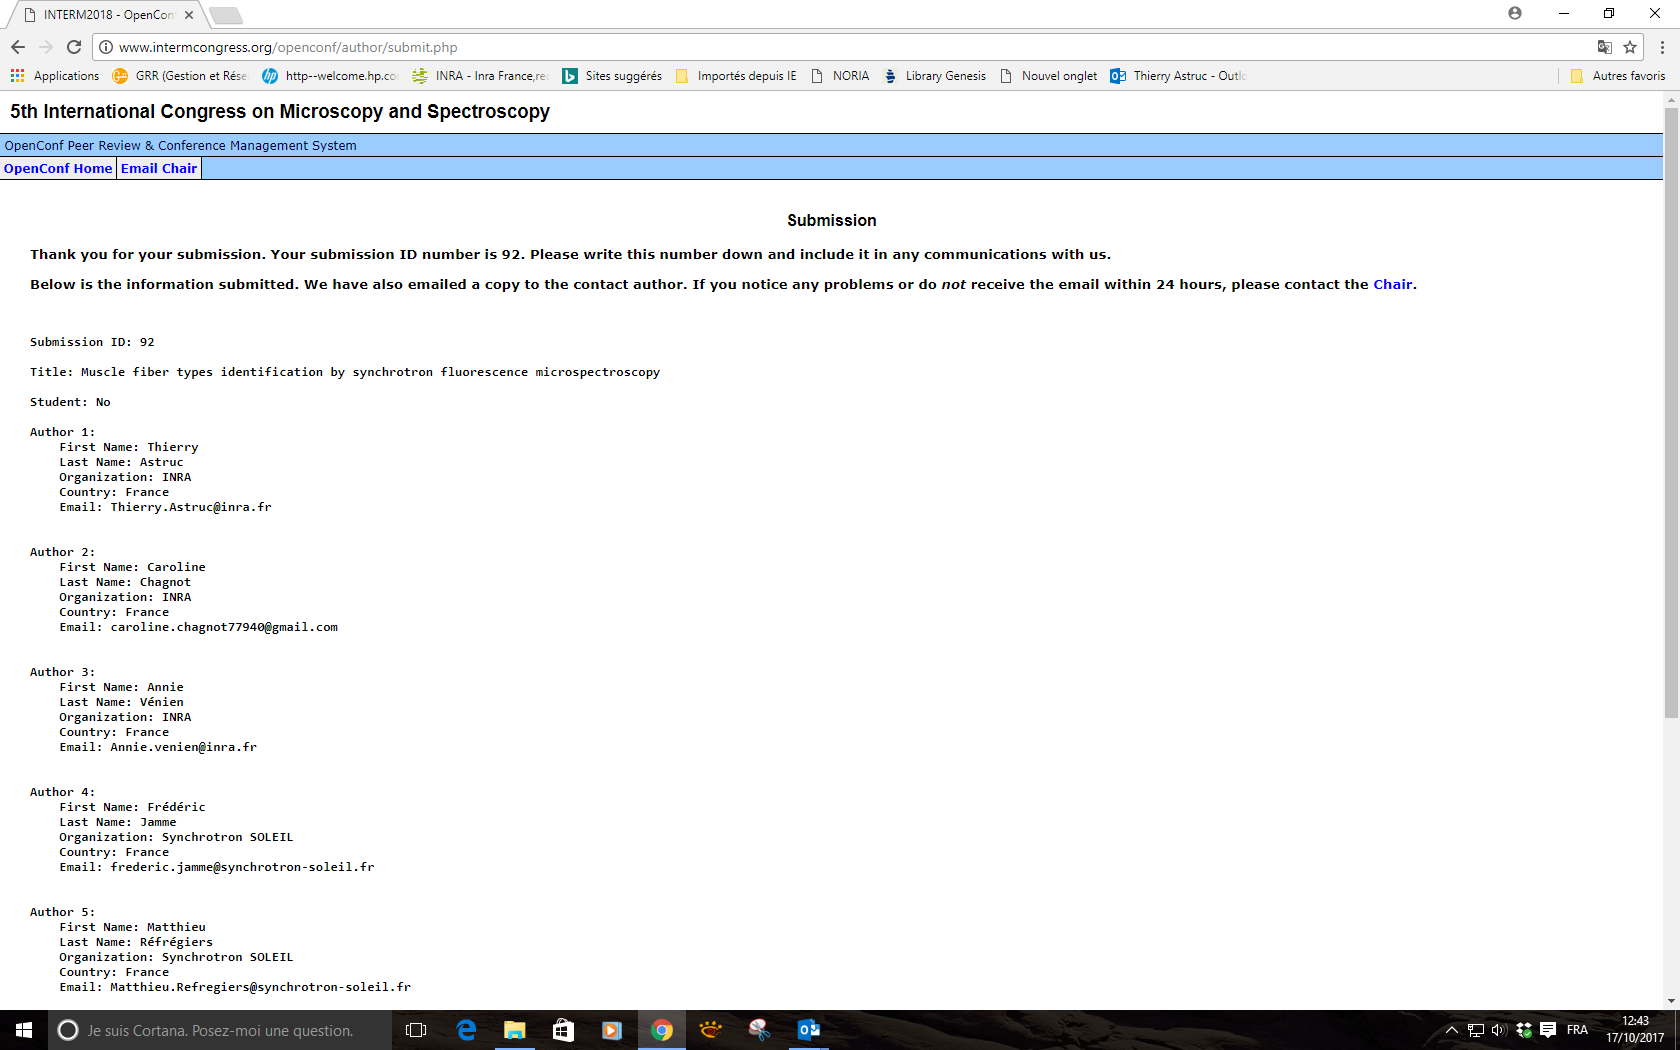 INTERM2018 - OpenConf
www.intermcongress.org/openconf/author/submit.php
Applications GRR (Gestion et Rése http--welcome.hp.co INRA - Inra France,rec Sites suggérés Importés depuis IE NORIA Library Genesis Nouvel onglet Thierry Astruc - Outlo Autres favoris
5th International Congress on Microscopy and Spectroscopy
OpenConf Peer Review & Conference Management System
OpenConf Home Email Chair
Submission
Thank you for your submission. Your submission ID number is 92. Please write this number down and include it in any communications with us.
Below is the information submitted. We have also emailed a copy to the contact author. If you notice any problems or do not receive the email within 24 hours, please contact the Chair.
Submission ID: 92
Title: Muscle fiber types identification by synchrotron fluorescence microspectroscopy
Student: No
Author 1:
First Name: Thierry
Last Name: Astruc
Organization: INRA
Country: France
Email: Thierry.Astruc@inra.fr
Author 2:
First Name: Caroline
Last Name: Chagnot
Organization: INRA
Country: France
Email: caroline.chagnot77940@gmail.com
Author 3:
First Name: Annie
Last Name: Vénien
Organization: INRA
Country: France
Email: Annie.venien@inra.fr
Author 4:
First Name: Frédéric
Last Name: Jamme
Organization: Synchrotron SOLEIL
Country: France
Email: frederic.jamme@synchrotron-soleil.fr
Author 5:
First Name: Matthieu
Last Name: Réfrégiers
Organization: Synchrotron SOLEIL
Country: France
Email: Matthieu.Refregiers@synchrotron-soleil.fr
Je suis Cortana. Posez-moi une question.
FRA
12:43
17/10/2017